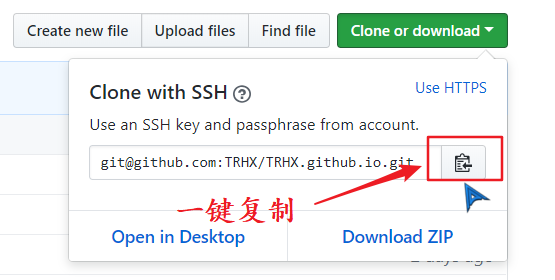 Create new file Upload files Find file Clone or download
Clone with SSH ?
Use HTTPS
Use an SSH key and passphrase from account.
git@github.com:TRHX/TRHX.github.io.git
一键复制
Open in Desktop Download ZIP
2 days ago